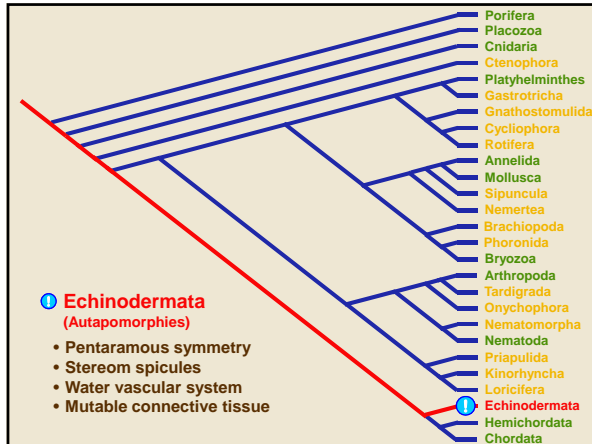 Porifera
Placozoa
Cnidaria
Ctenophora
Platyhelminthes
Gastrotricha
Gnathostomulida
Cycliophora
Rotifera
Annelida
Mollusca
Sipuncula
Nemertea
Brachiopoda
Phoronida
Bryozoa
Arthropoda
Tardigrada
Onychophora
Nematomorpha
Nematoda
Priapulida
Kinorhyncha
Loricifera
! Echinodermata
Hemichordata
Chordata
! Echinodermata
(Autapomorphies)
• Pentaramous symmetry
• Stereom spicules
• Water vascular system
• Mutable connective tissue